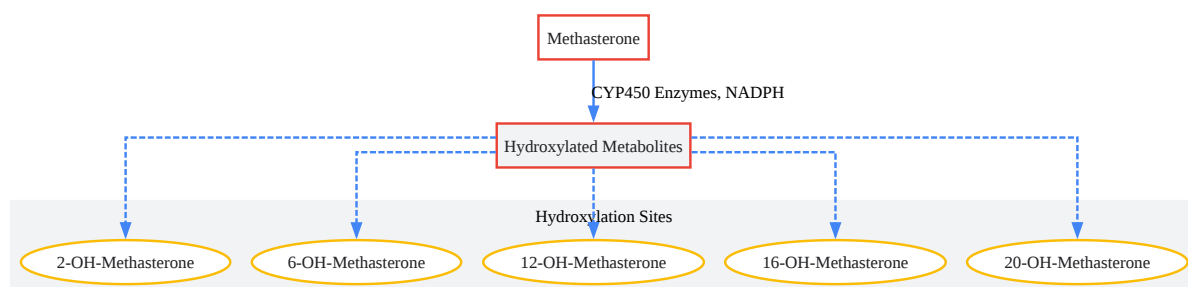 Methasterone
CYP450 Enzymes, NADPH
Hydroxylated Metabolites
Hydroxylation Sites
2-OH-Methasterone
6-OH-Methasterone
12-OH-Methasterone
16-OH-Methasterone
20-OH-Methasterone